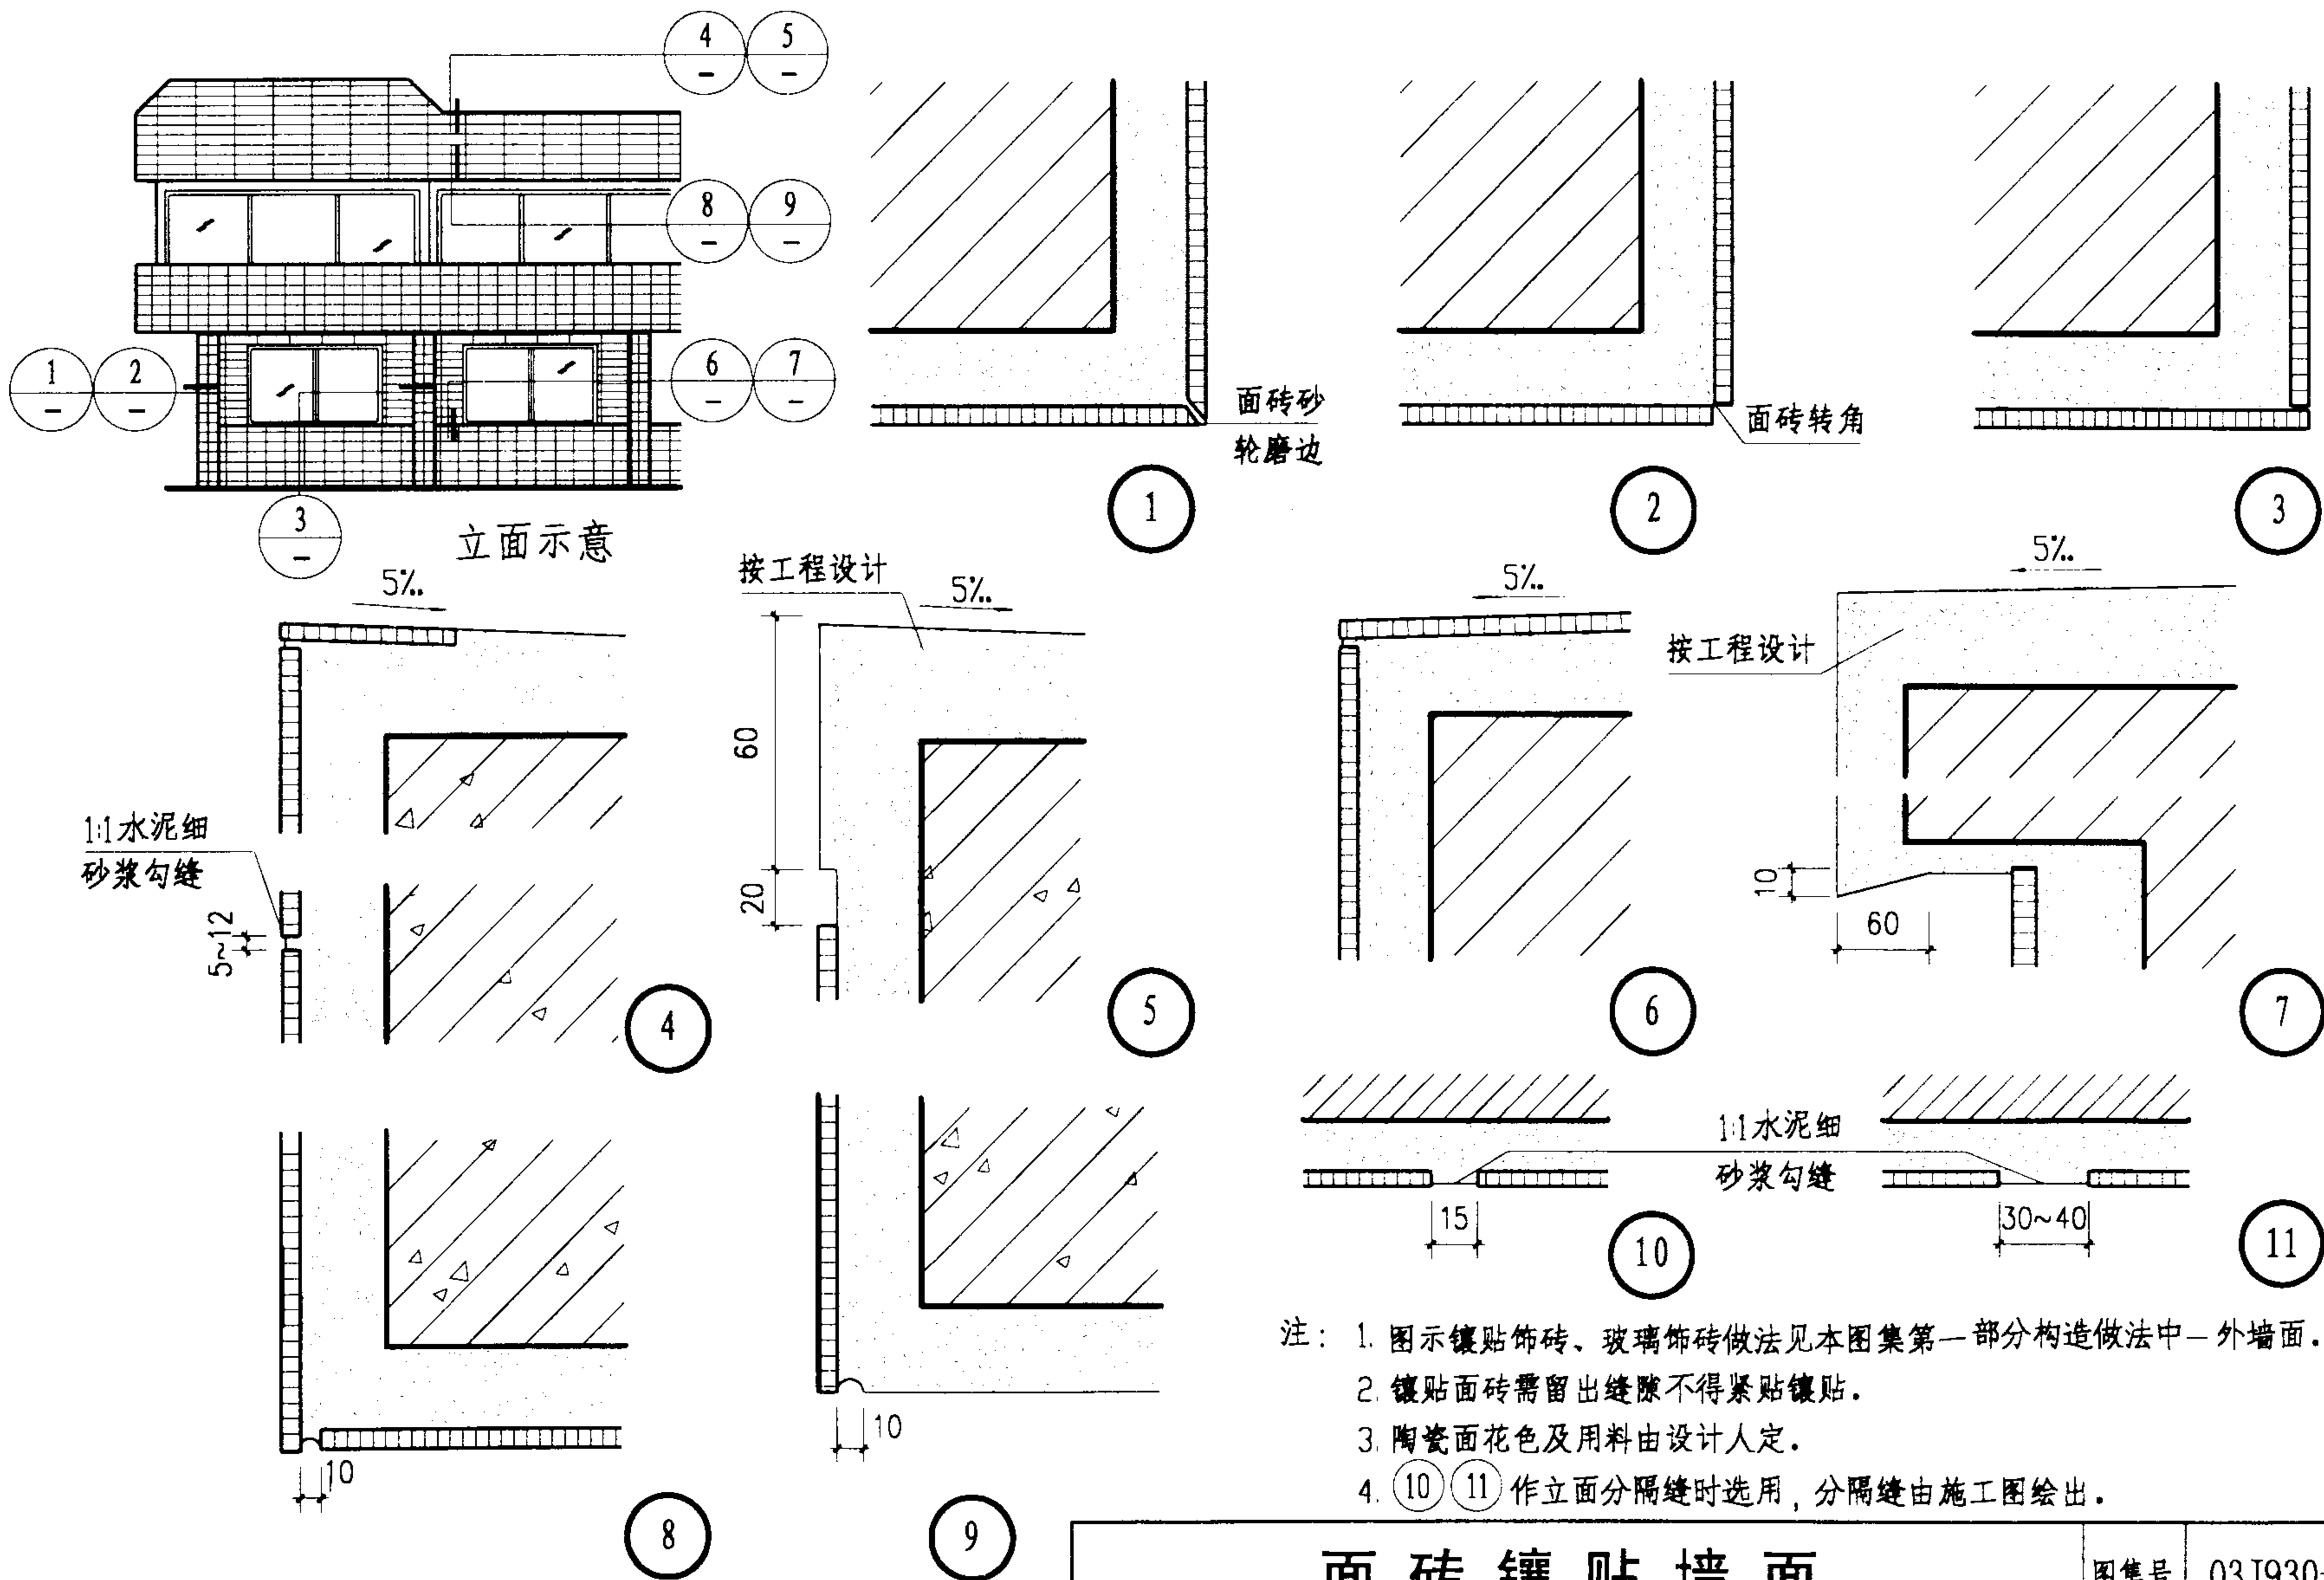 4 5
— —
8 9
— —
1 2
— —
6 7
— —
3
—
立面示意
面砖砂
轮磨边
1
面砖转角
2
3
5‰
1:1水泥细
砂浆勾缝
5~12
4
按工程设计
5‰
60
20
5
5‰
6
5‰
按工程设计
10
60
7
10
8
10
9
1:1水泥细
砂浆勾缝
15
10
30~40
11
注: 1. 图示镶贴饰砖、玻璃饰砖做法见本图集第一部分构造做法中—外墙面.
2. 镶贴面砖需留出缝隙不得紧贴镶贴.
3. 陶瓷面花色及用料由设计人定.
4. 10 11 作立面分隔缝时选用, 分隔缝由施工图绘出.
面砖镶贴墙面
图集号 03J930